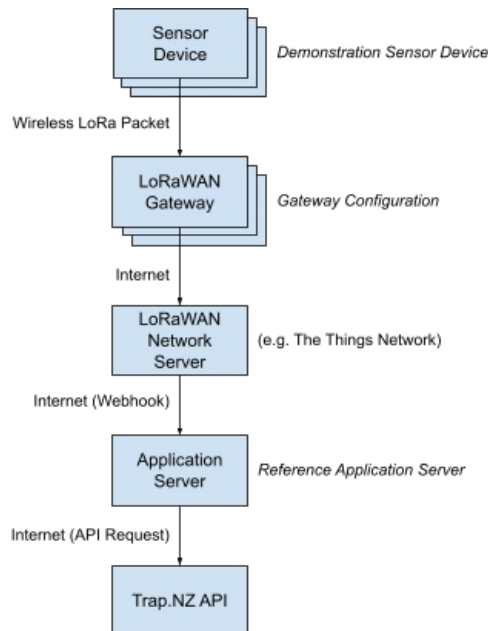 Sensor
Device
Demonstration Sensor Device
Wireless LoRa Packet
LoRaWAN
Gateway
Gateway Configuration
Internet
LoRaWAN
Network
Server
(e.g. The Things Network)
Internet (Webhook)
Application
Server
Reference Application Server
Internet (API Request)
Trap.NZ API